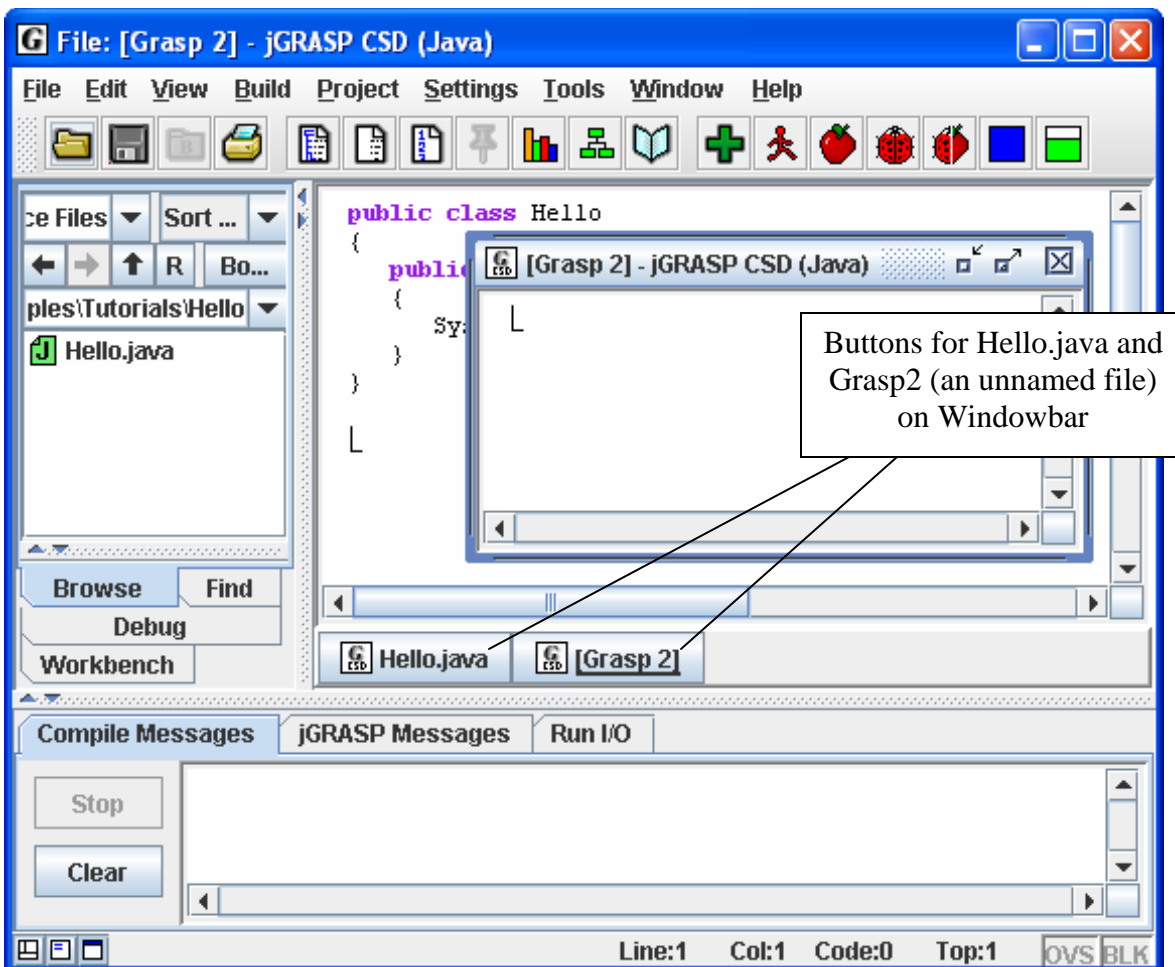 File: [Grasp 2] - jGRASP CSD (Java)
File Edit View Build Project Settings Tools Window Help
ce Files Sort ...
R Bo...
ples\Tutorials\Hello
Hello.java
Browse Find
Debug
Workbench
public class Hello
{
public
{
Sys
}
}
[Grasp 2] - jGRASP CSD (Java)
Buttons for Hello.java and
Grasp2 (an unnamed file)
on Windowbar
Hello.java [Grasp 2]
Compile Messages jGRASP Messages Run I/O
Stop
Clear
Line:1 Col:1 Code:0 Top:1 OVS BLK